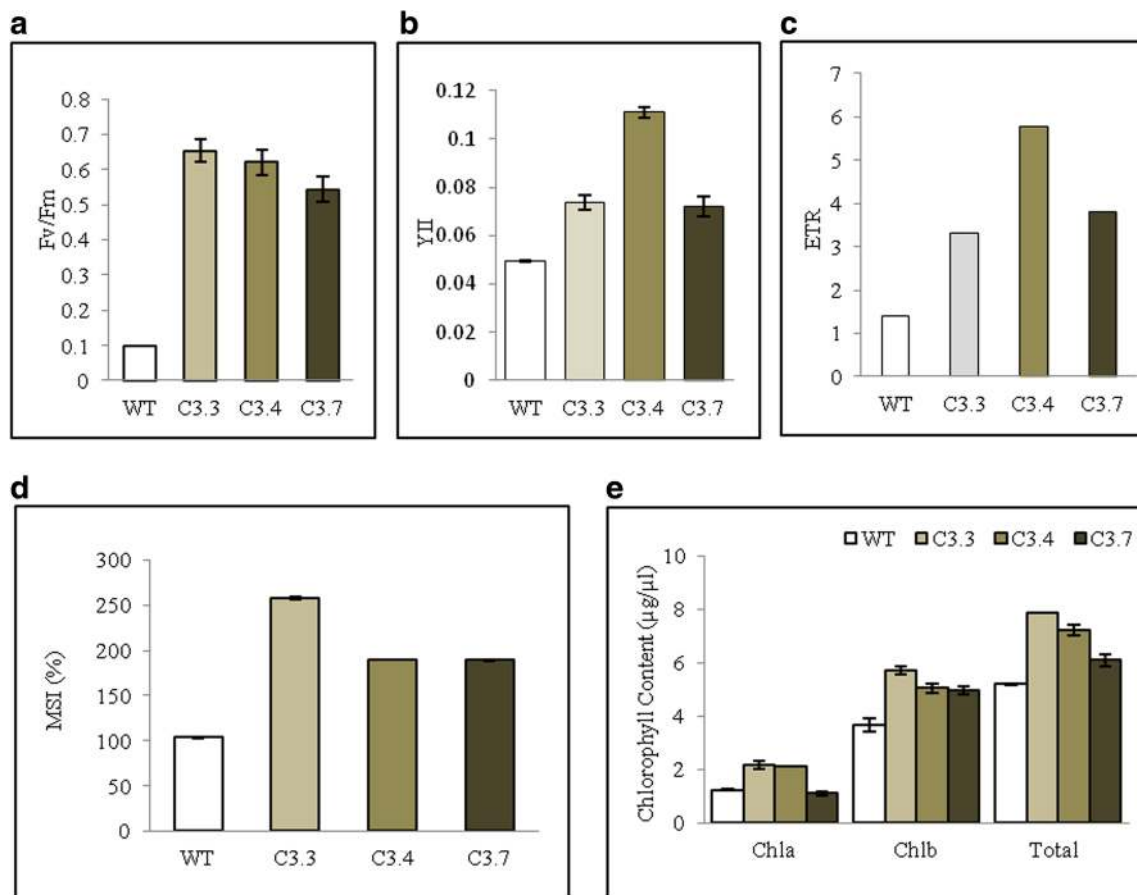 a
0.8
0.7
0.6
0.5
0.4
0.3
0.2
0.1
0
Fv/Fm
WT C3.3 C3.4 C3.7
b
0.12
0.1
0.08
0.06
0.04
0.02
0
YII
WT C3.3 C3.4 C3.7
c
7
6
5
4
3
2
1
0
ETR
WT C3.3 C3.4 C3.7
d
300
250
200
150
100
50
0
MSI (%)
WT C3.3 C3.4 C3.7
e
WT C3.3 C3.4 C3.7
10
8
6
4
2
0
Chlorophyll Content (µg/µl)
Chla Chlb Total